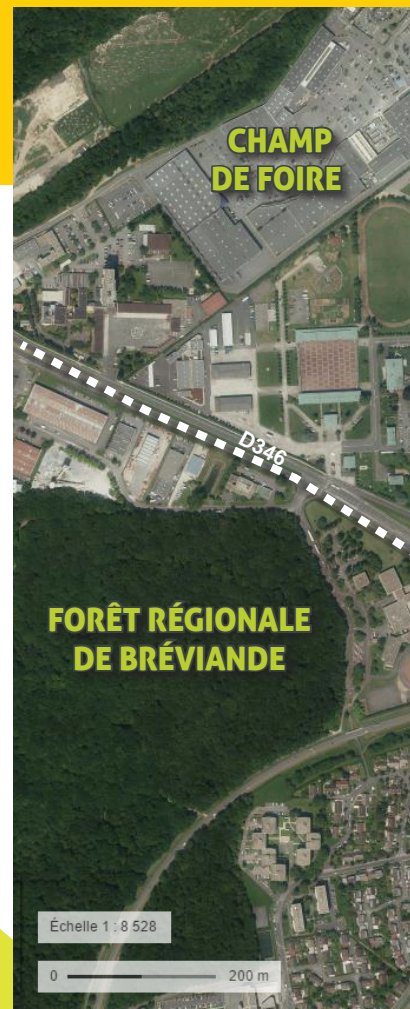 CHAMP
DE FOIRE
D346
FORÊT RÉGIONALE
DE BRÉVIANDE
Échelle 1 : 8 528
0 200 m